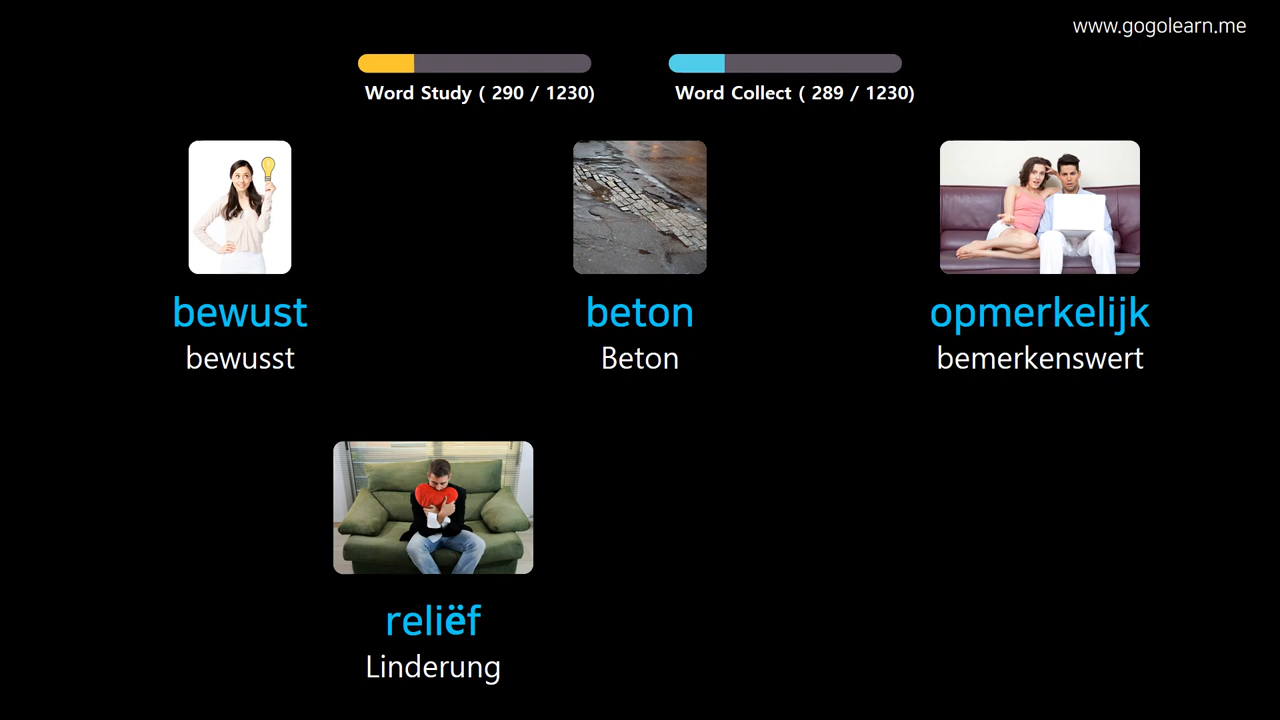 www.gogolearn.me
Word Study ( 290 / 1230)
Word Collect ( 289 / 1230)
bewust
beton
opmerkelijk
bewusst
Beton
bemerkenswert
reliëf
Linderung